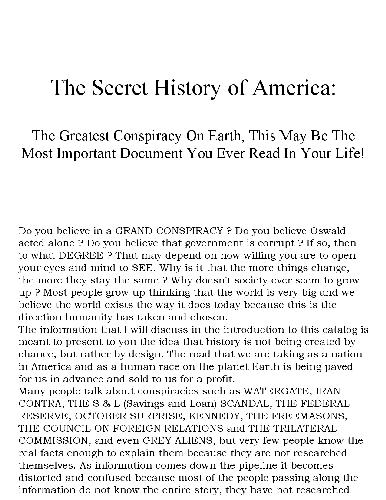 The Secret History of America:
The Greatest Conspiracy On Earth, This May Be The
Most Important Document You Ever Read In Your Life!
Do you believe in a GRAND CONSPIRACY ? Do you believe Oswald
acted alone ? Do you believe that government is corrupt ? If so, then
to what DEGREE ? That may depend on how willing you are to open
your eyes and mind to SEE. Why is it that the more things change,
the more they stay the same ? Why doesn't society ever seem to grow
up ? Most people grow up thinking that the world is very big and we
believe the world exists the way it does today because this is the
direction humanity has taken and chosen.
The information that I will discuss in the introduction to this catalog is
meant to present to you the idea that history is not being created by
chance, but rather by design. The road that we are taking as a nation
in America and as a human race on the planet Earth is being paved
for us in advance and sold to us for a profit.
Many people talk about conspiracies such as WATERGATE, IRAN
CONTRA, THE S & L (Savings and Loan) SCANDAL, THE FEDERAL
RESERVE, OCTOBER SURPRISE, KENNEDY, THE FREEMASONS,
THE COUNCIL ON FOREIGN RELATIONS and THE TRILATERAL
COMMISSION, and even GREY ALIENS, but very few people know the
real facts enough to explain them because they are not researched
themselves. As information comes down the pipeline it becomes
distorted and confused because most of the people passing along the
information do not know the entire story, they have not researched